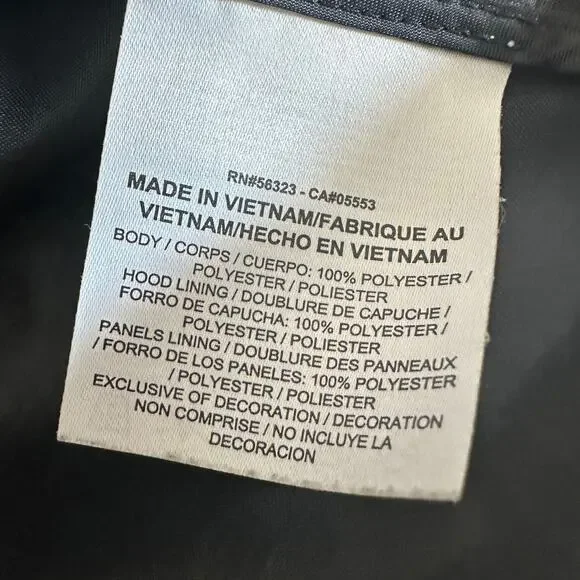 RN#56323 - CA#05553
MADE IN VIETNAM/FABRIQUE AU
VIETNAM/HECHO EN VIETNAM
BODY / CORPS / CUERPO: 100% POLYESTER /
POLYESTER / POLIESTER
HOOD LINING / DOUBLURE DE CAPUCHE /
FORRO DE CAPUCHA: 100% POLYESTER /
POLYESTER / POLIESTER
PANELS LINING / DOUBLURE DES PANNEAUX
/ FORRO DE LOS PANELES: 100% POLYESTER
/ POLYESTER / POLIESTER
EXCLUSIVE OF DECORATION / DECORATION
NON COMPRISE / NO INCLUYE LA
DECORACION